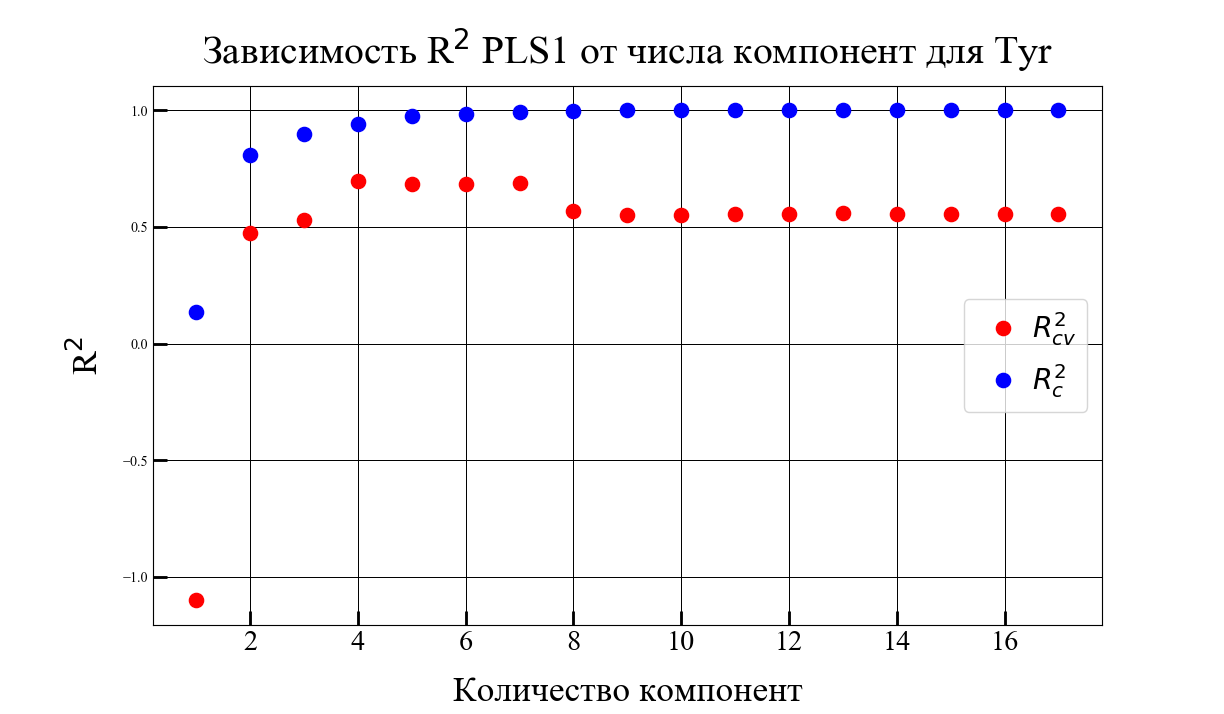 Зависимость R² PLS1 от числа компонент для Tyr
1.0
0.5
0.0
−0.5
−1.0
R²
R²cv
R²c
2 4 6 8 10 12 14 16
Количество компонент